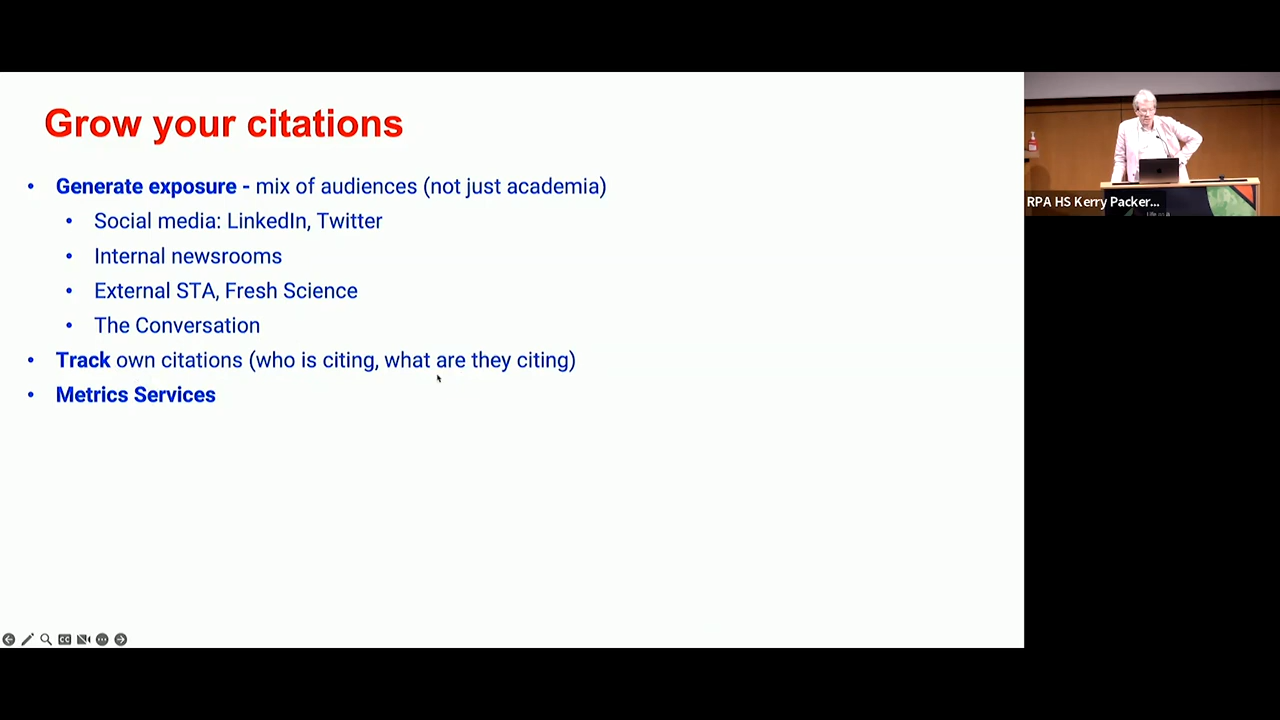 Grow your citations
• Generate exposure - mix of audiences (not just academia)
• Social media: LinkedIn, Twitter
• Internal newsrooms
• External STA, Fresh Science
• The Conversation
• Track own citations (who is citing, what are they citing)
• Metrics Services
RPA HS Kerry Packer...